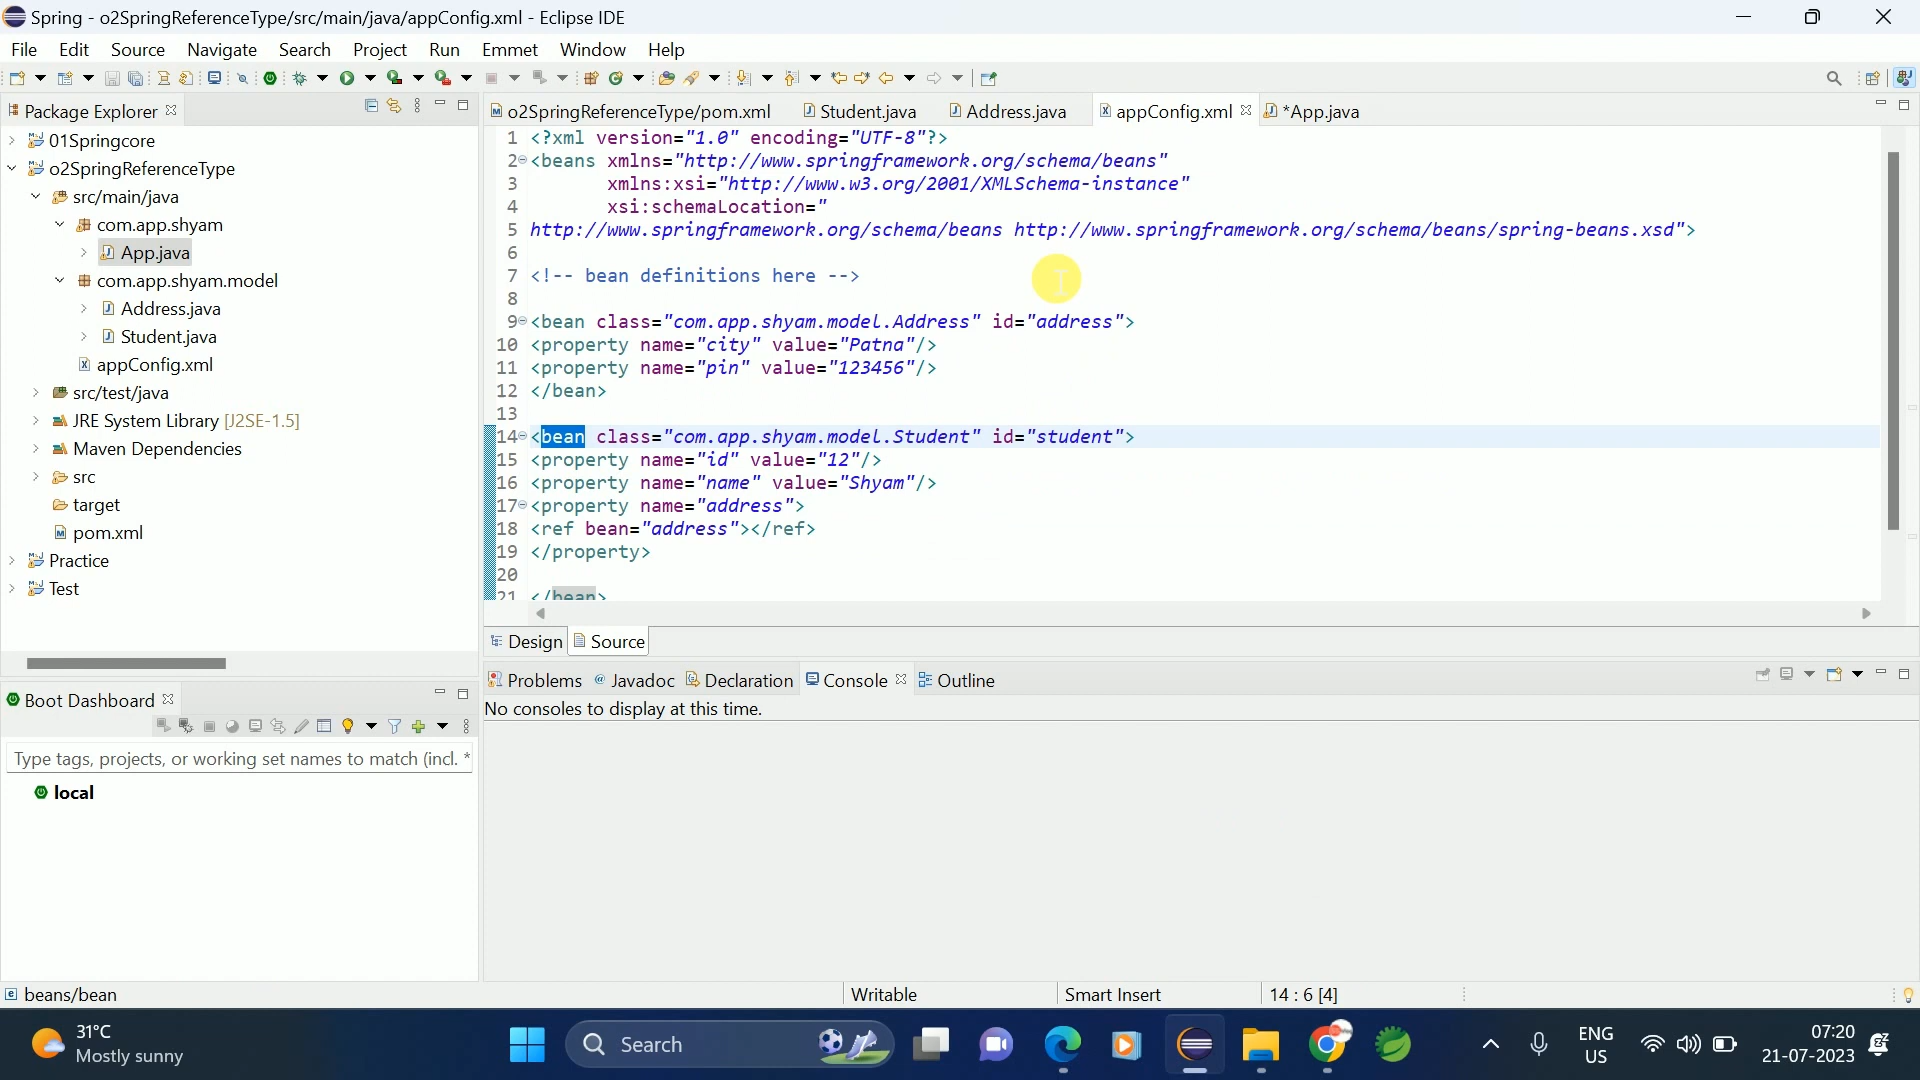 Spring - o2SpringReferenceType/src/main/java/appConfig.xml - Eclipse IDE
File Edit Source Navigate Search Project Run Emmet Window Help
Package Explorer
01Springcore
o2SpringReferenceType
src/main/java
com.app.shyam
App.java
com.app.shyam.model
Address.java
Student.java
appConfig.xml
src/test/java
JRE System Library [J2SE-1.5]
Maven Dependencies
src
target
pom.xml
Practice
Test
Boot Dashboard
Type tags, projects, or working set names to match (incl. *
local
o2SpringReferenceType/pom.xml Student.java Address.java appConfig.xml *App.java
1 <?xml version="1.0" encoding="UTF-8"?>
2 <beans xmlns="http://www.springframework.org/schema/beans"
3 xmlns:xsi="http://www.w3.org/2001/XMLSchema-instance"
4 xsi:schemaLocation="
5 http://www.springframework.org/schema/beans http://www.springframework.org/schema/beans/spring-beans.xsd">
6
7 <!-- bean definitions here -->
8
9 <bean class="com.app.shyam.model.Address" id="address">
10 <property name="city" value="Patna"/>
11 <property name="pin" value="123456"/>
12 </bean>
13
14 <bean class="com.app.shyam.model.Student" id="student">
15 <property name="id" value="12"/>
16 <property name="name" value="Shyam"/>
17 <property name="address">
18 <ref bean="address"></ref>
19 </property>
20
21 </bean>
Design Source
Problems Javadoc Declaration Console Outline
No consoles to display at this time.
beans/bean Writable Smart Insert 14 : 6 [4]
31°C
Mostly sunny
Search
ENG
US
07:20
21-07-2023